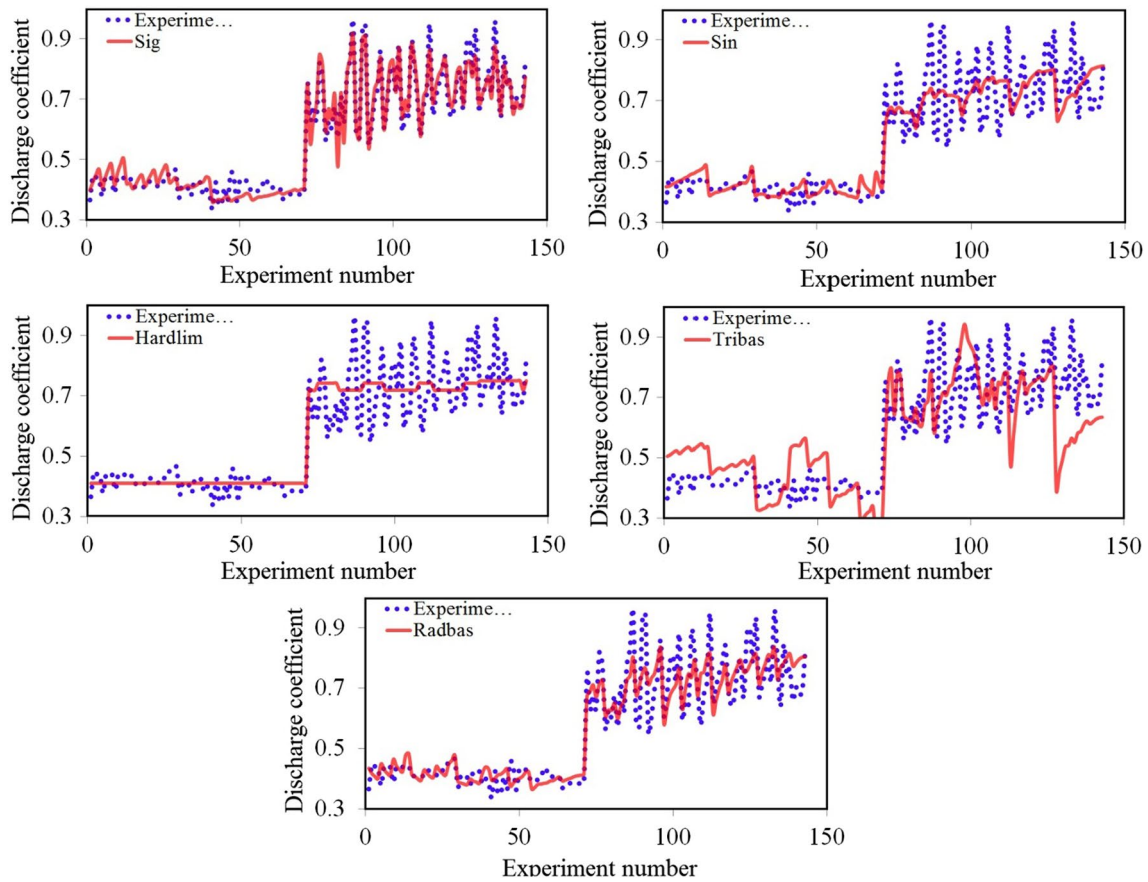 Discharge coefficient
0.9
0.7
0.5
0.3
Experime…
Sig
0
50
100
150
Experiment number
Discharge coefficient
0.9
0.7
0.5
0.3
Experime…
Sin
0
50
100
150
Experiment number
Discharge coefficient
0.9
0.7
0.5
0.3
Experime…
Hardlim
0
50
100
150
Experiment number
Discharge coefficient
0.9
0.7
0.5
0.3
Experime…
Tribas
0
50
100
150
Experiment number
Discharge coefficient
0.9
0.7
0.5
0.3
Experime…
Radbas
0
50
100
150
Experiment number